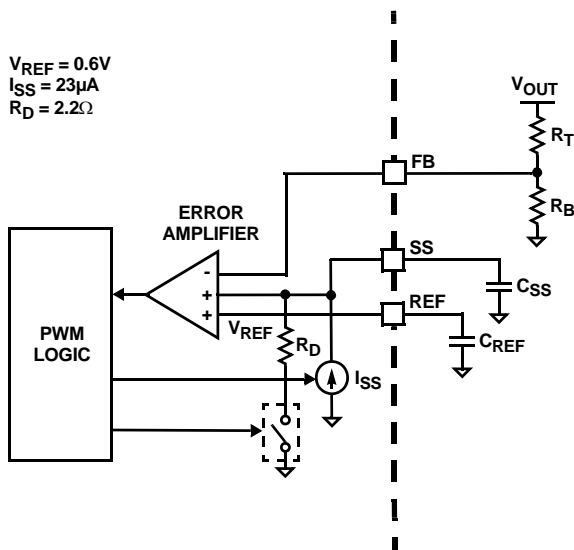 VREF = 0.6V
ISS = 23µA
RD = 2.2Ω
VOUT
RT
FB
RB
ERROR
AMPLIFIER
SS
-
+
CSS
+
REF
VREF
RD
CREF
PWM
LOGIC
ISS